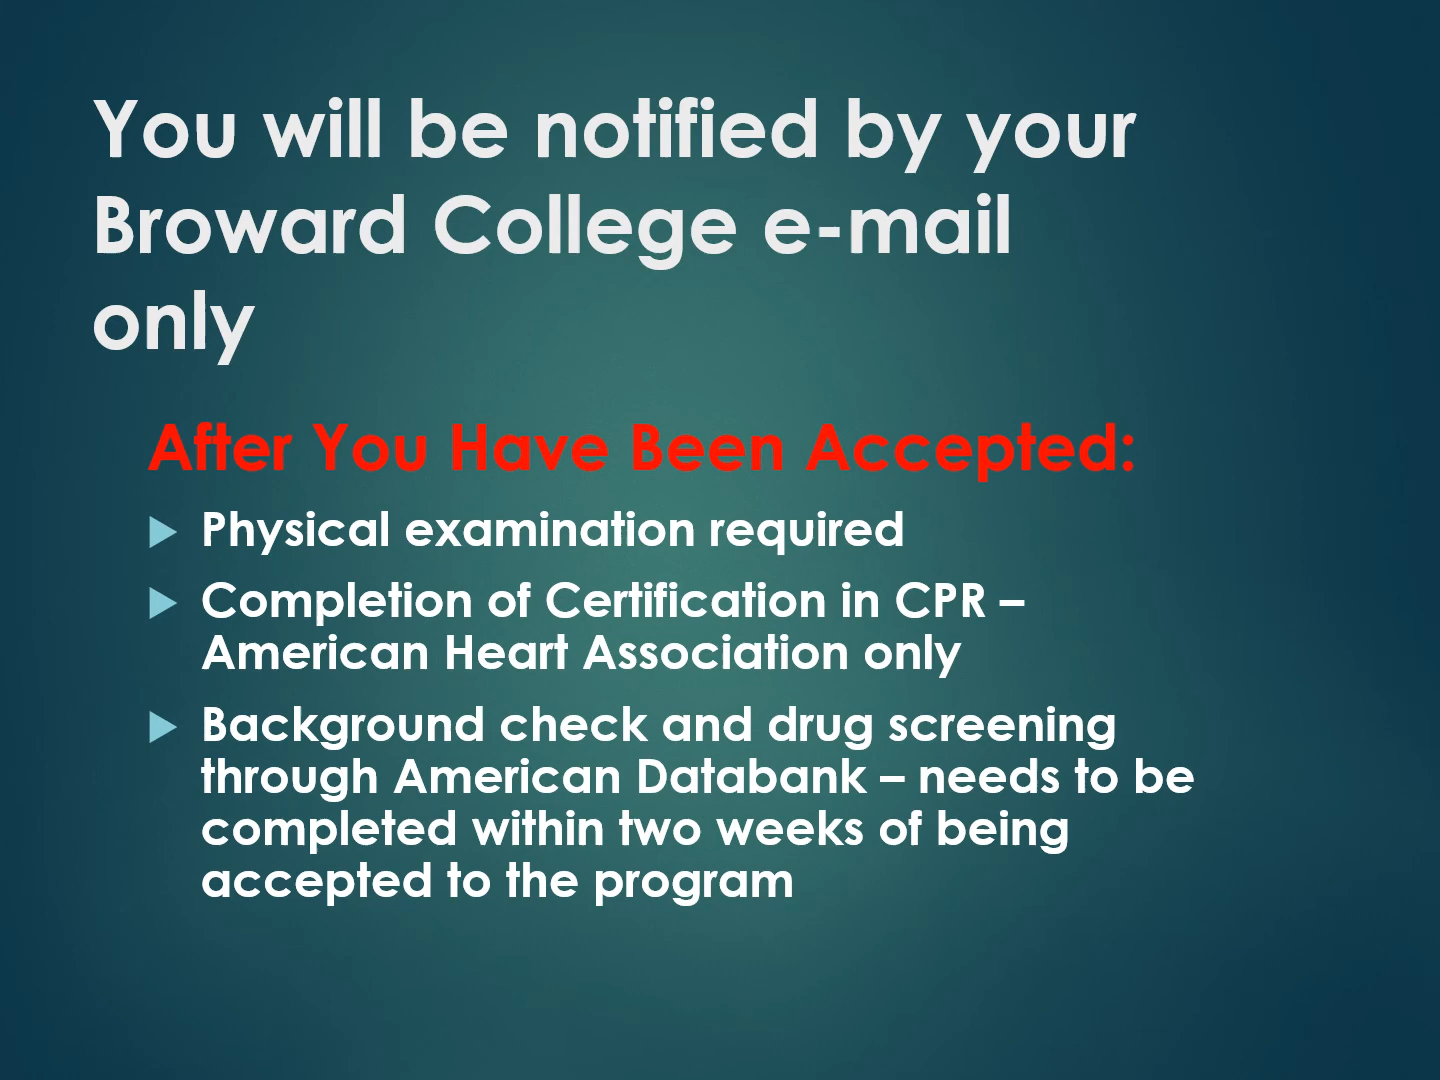 You will be notified by your
Broward College e-mail
only
After You Have Been Accepted:
Physical examination required
Completion of Certification in CPR –
American Heart Association only
Background check and drug screening
through American Databank – needs to be
completed within two weeks of being
accepted to the program